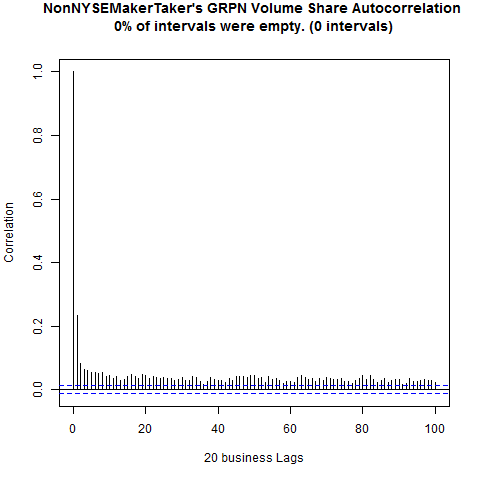 NonNYSEMakerTaker's GRPN Volume Share Autocorrelation
0% of intervals were empty. (0 intervals)
Correlation
1.0
0.8
0.6
0.4
0.2
0.0
0 20 40 60 80 100
20 business Lags